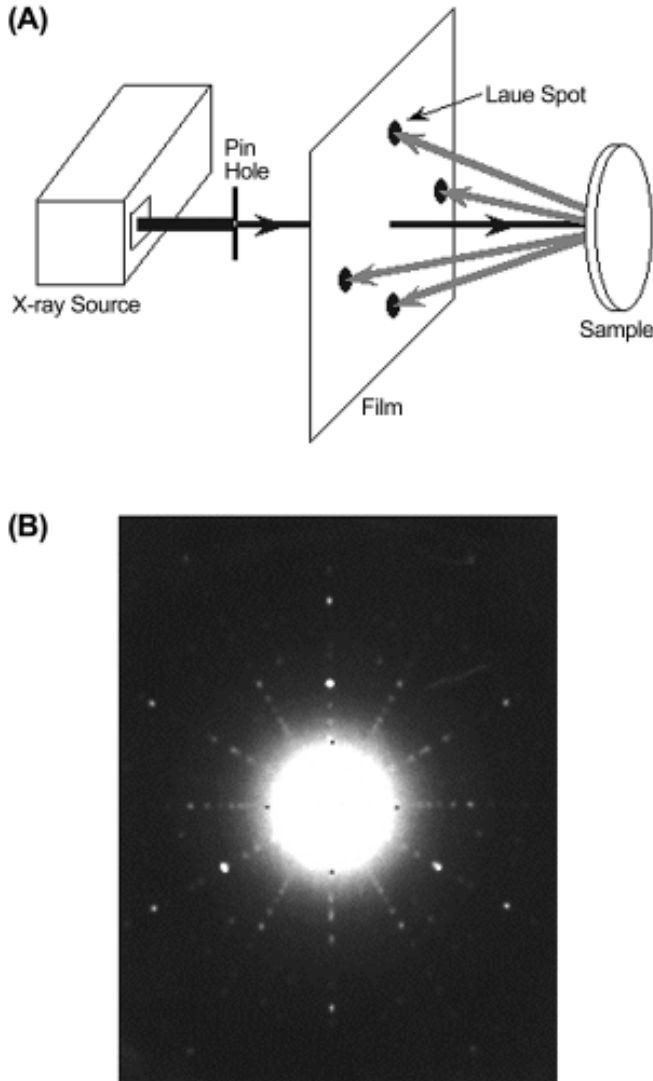 (A)
Laue Spot
Pin
Hole
X-ray Source
Sample
Film
(B)